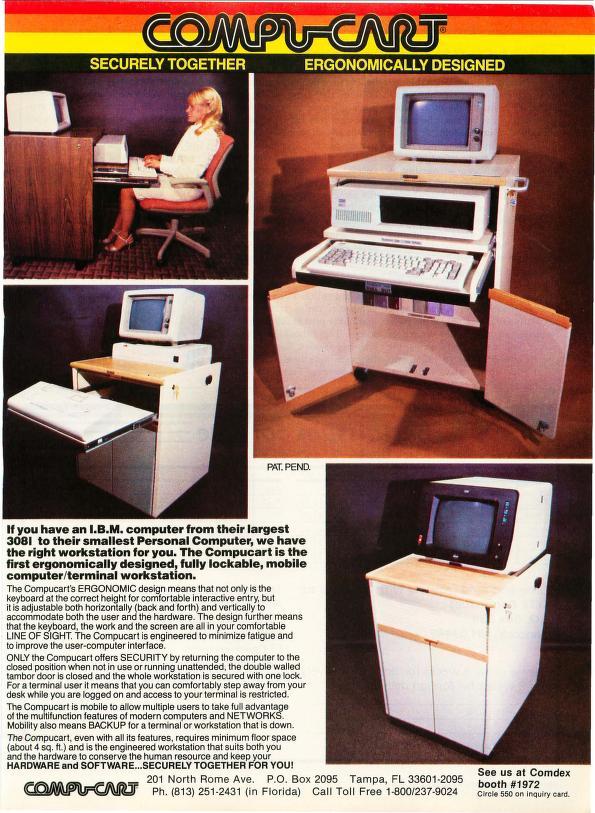 COMPU-CART®
SECURELY TOGETHER ERGONOMICALLY DESIGNED
PAT. PEND.
If you have an I.B.M. computer from their largest
308I to their smallest Personal Computer, we have
the right workstation for you. The Compucart is the
first ergonomically designed, fully lockable, mobile
computer/terminal workstation.
The Compucart's ERGONOMIC design means that not only is the
keyboard at the correct height for comfortable interactive entry, but
it is adjustable both horizontally (back and forth) and vertically to
accommodate both the user and the hardware. The design further means
that the keyboard, the work and the screen are all in your comfortable
LINE OF SIGHT. The Compucart is engineered to minimize fatigue and
to improve the user-computer interface.
ONLY the Compucart offers SECURITY by returning the computer to the
closed position when not in use or running unattended, the double walled
tambor door is closed and the whole workstation is secured with one lock.
For a terminal user it means that you can comfortably step away from your
desk while you are logged on and access to your terminal is restricted.
The Compucart is mobile to allow multiple users to take full advantage
of the multifunction features of modern computers and NETWORKS.
Mobility also means BACKUP for a terminal or workstation that is down.
The Compucart, even with all its features, requires minimum floor space
(about 4 sq. ft.) and is the engineered workstation that suits both you
and the hardware to conserve the human resource and keep your
HARDWARE and SOFTWARE...SECURELY TOGETHER FOR YOU!
COMPU-CART
201 North Rome Ave. P.O. Box 2095 Tampa, FL 33601-2095
Ph. (813) 251-2431 (in Florida) Call Toll Free 1-800/237-9024
See us at Comdex
booth #1972
Circle 550 on inquiry card.